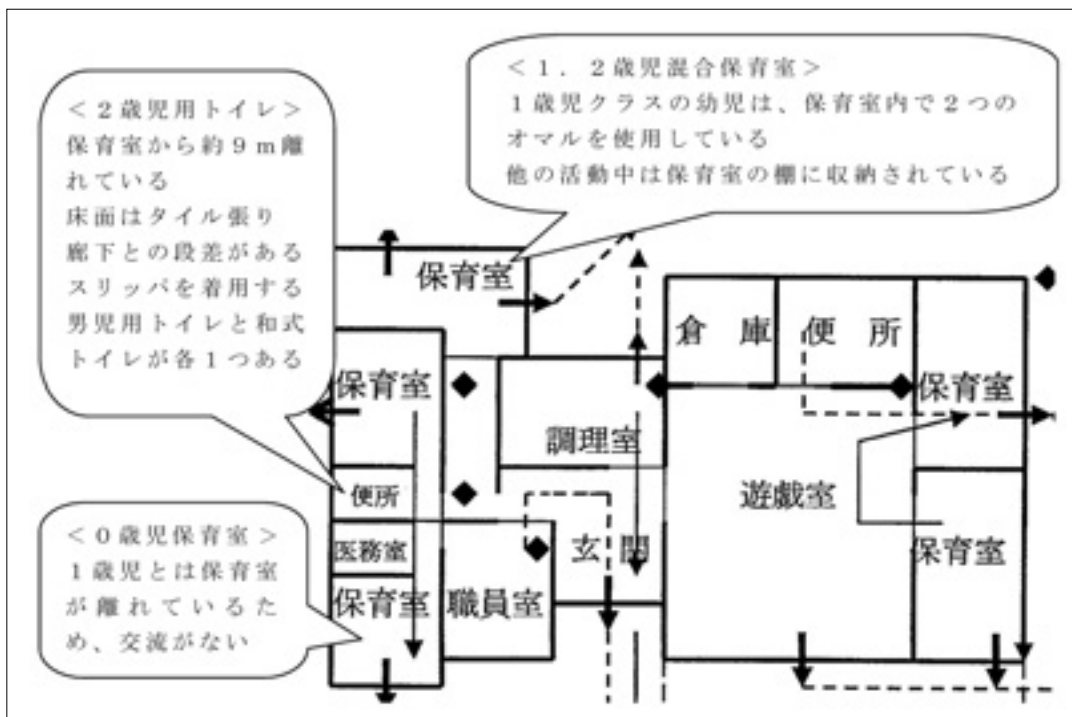 ＜１．２歳児混合保育室＞
１歳児クラスの幼児は、保育室内で２つの
オマルを使用している
他の活動中は保育室の棚に収納されている
＜２歳児用トイレ＞
保育室から約９ｍ離
れている
床面はタイル張り
廊下との段差がある
スリッパを着用する
男児用トイレと和式
トイレが各１つある
＜０歳児保育室＞
１歳児とは保育室
が離れているた
め、交流がない
保育室
倉庫
便所
保育室
保育室
調理室
便所
遊戯室
医務室
玄関
保育室
保育室
職員室